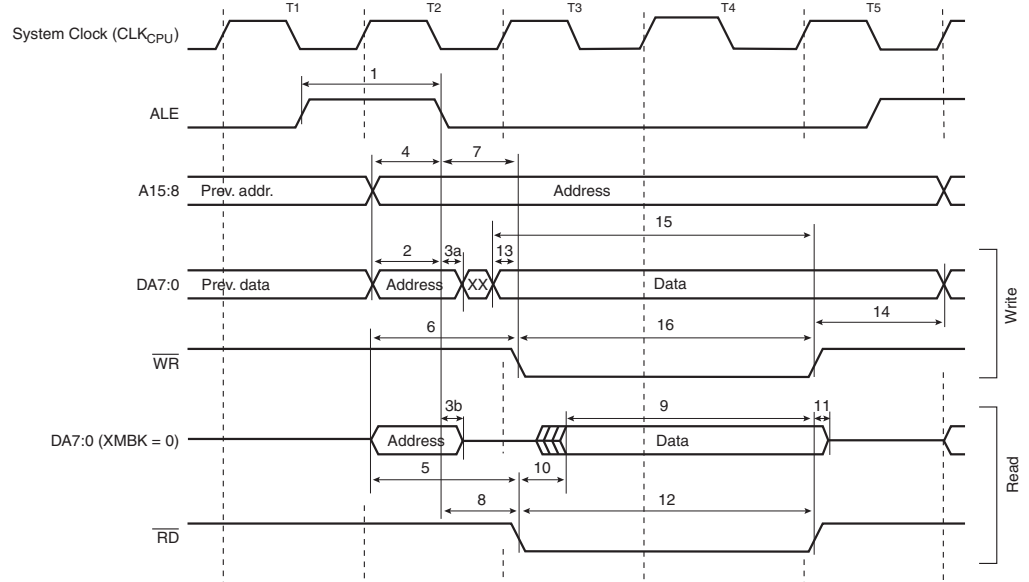 T1 T2 T3 T4 T5
System Clock (CLKCPU)
1
ALE
4 7
A15:8 Prev. addr. Address
15
2 3a 13
DA7:0 Prev. data Address XX Data
Write
6 16 14
WR
3b 9 11
DA7:0 (XMBK = 0) Address Data
Read
5 10
8 12
RD